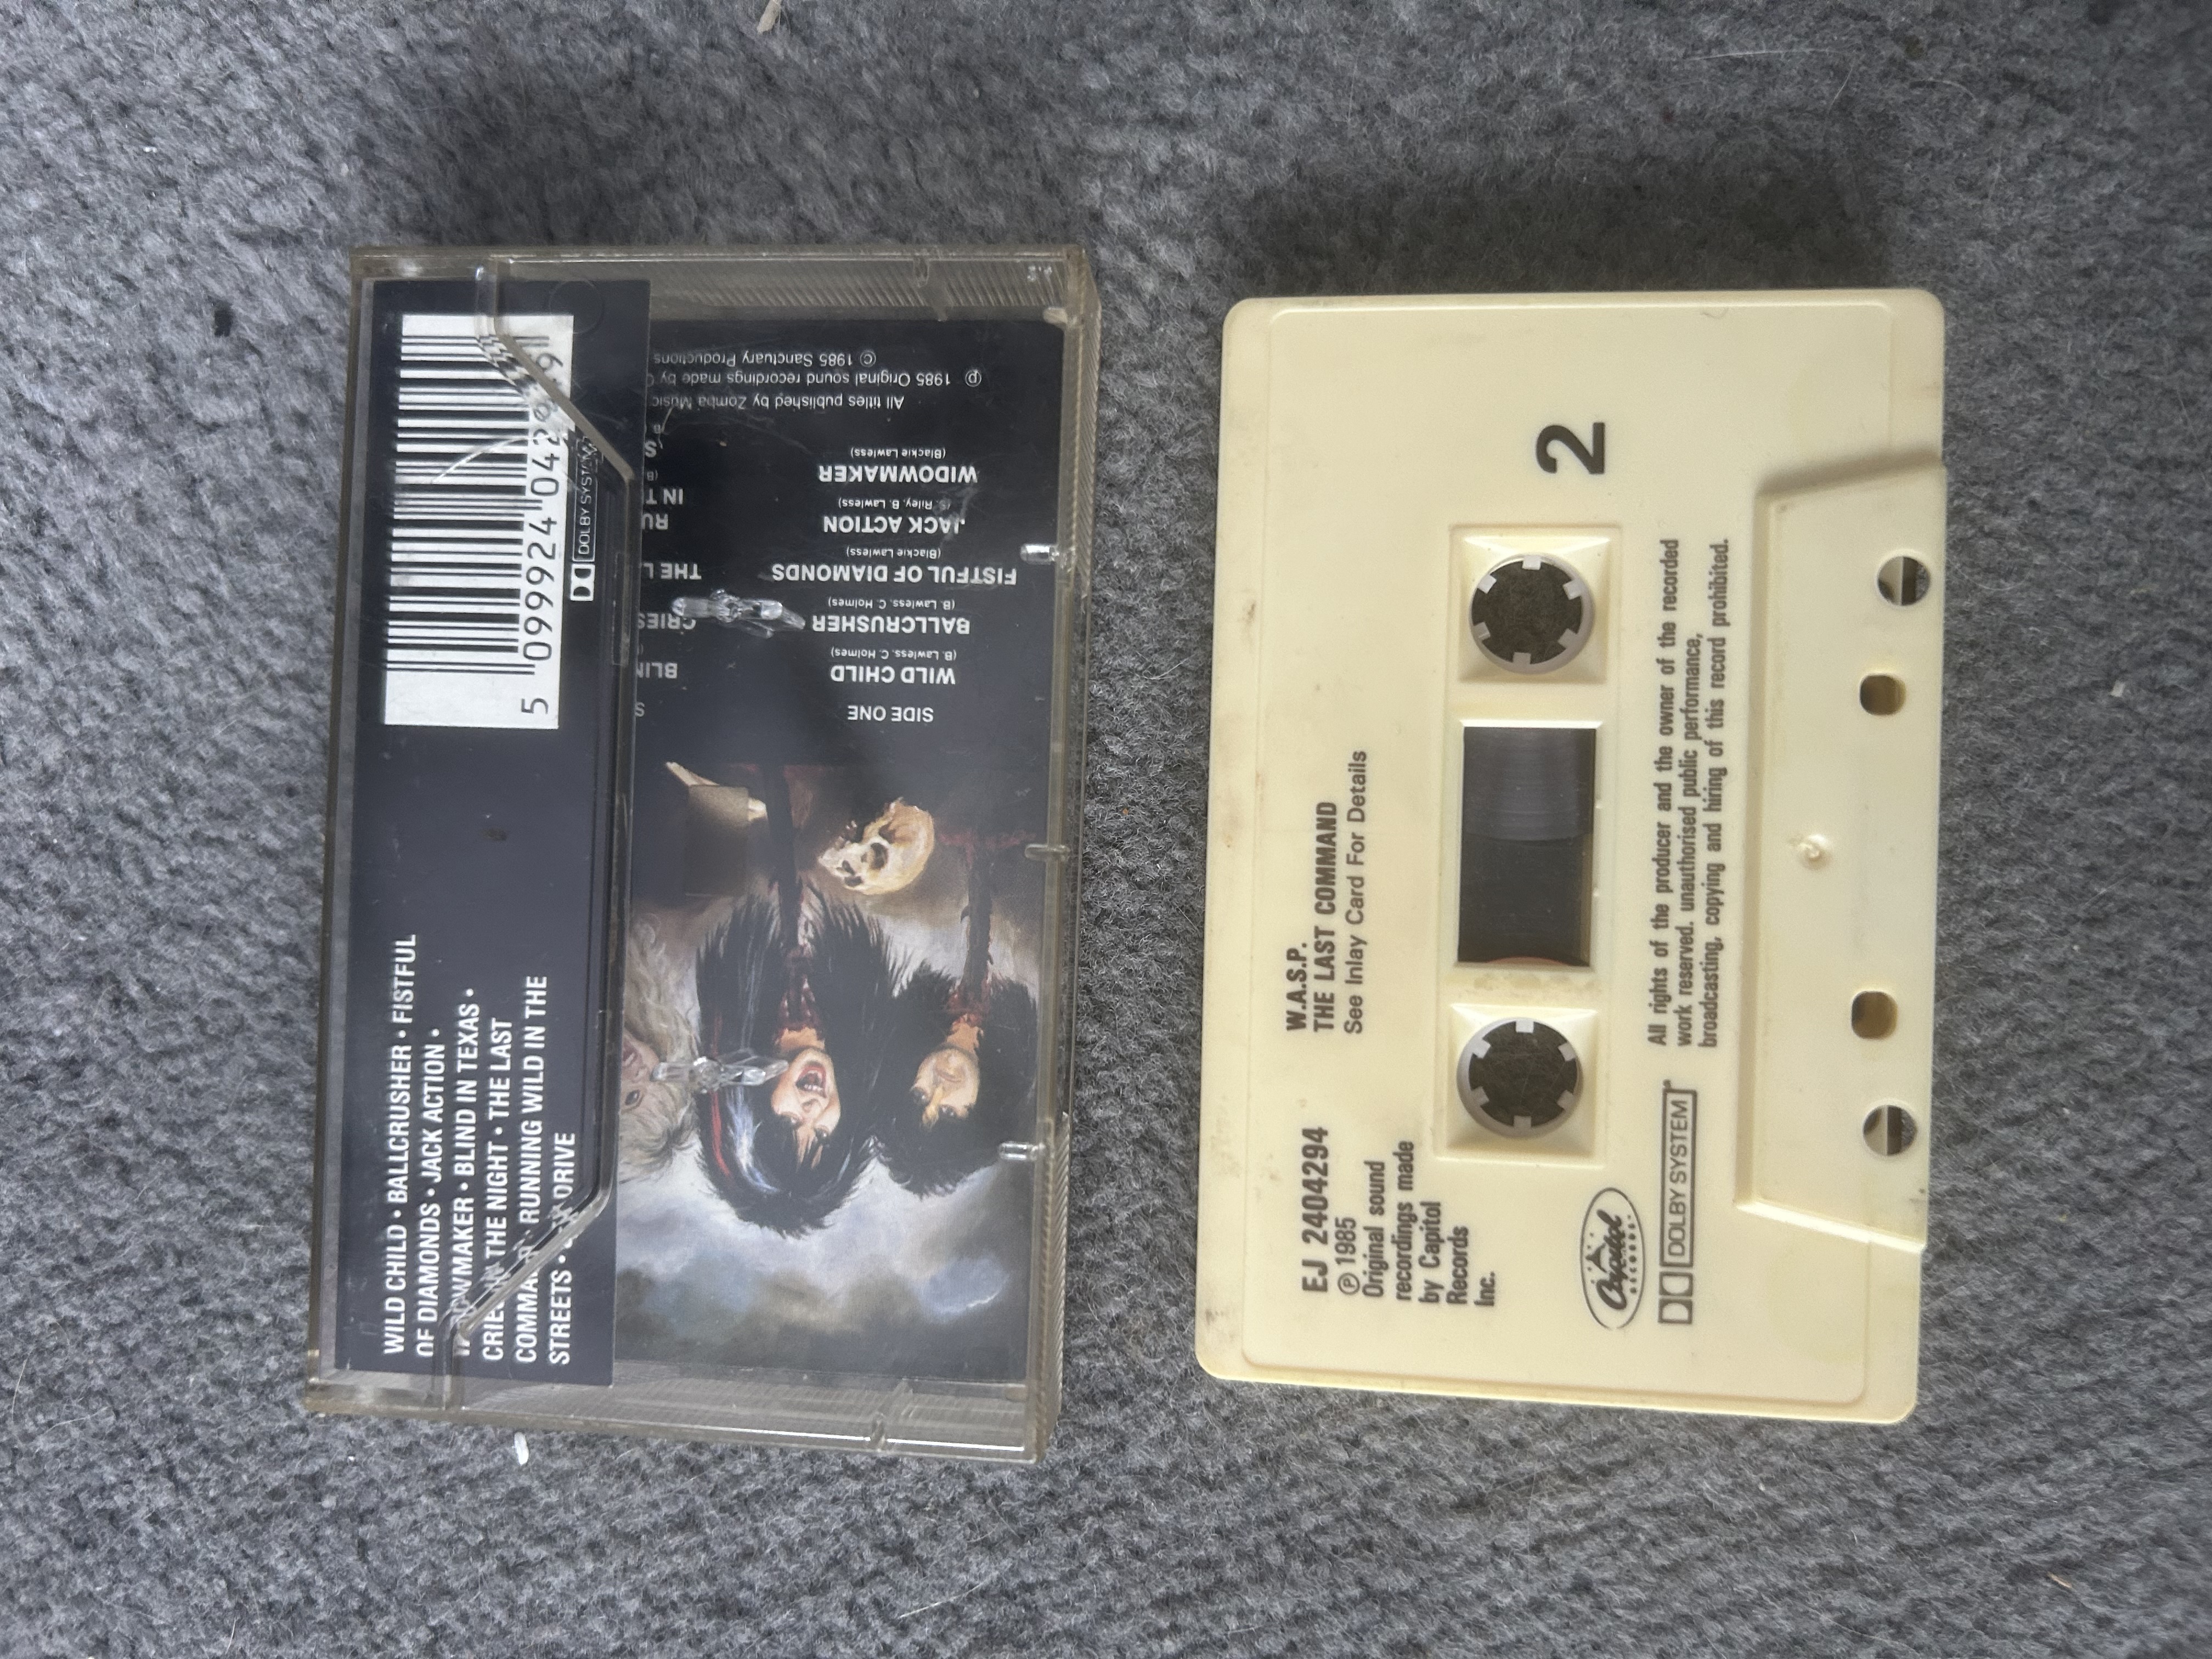 WILD CHILD • BALLCRUSHER • FISTFUL
OF DIAMONDS • JACK ACTION •
BLIND IN TEXAS •
THE NIGHT • THE LAST
RUNNING WILD IN THE
STREETS • DRIVE
5 099924 042
DOLBY SYSTEM
SIDE ONE
WILD CHILD
(B. Lawless, C. Holmes)
BALLCRUSHER
(B. Lawless, C. Holmes)
FISTFUL OF DIAMONDS
(Blackie Lawless)
JACK ACTION
(S. Riley, B. Lawless)
WIDOWMAKER
(Blackie Lawless)
THE
IN
All titles published by Zomba Music
℗ 1985 Original sound recordings made by
© 1985 Sanctuary Productions
W.A.S.P.
THE LAST COMMAND
See Inlay Card For Details
EJ 2404294
℗ 1985
Original sound
recordings made
by Capitol
Records
Inc.
2
Capitol
RECORDS
DOLBY SYSTEM
All rights of the producer and the owner of the recorded
work reserved. unauthorised public performance,
broadcasting, copying and hiring of this record prohibited.